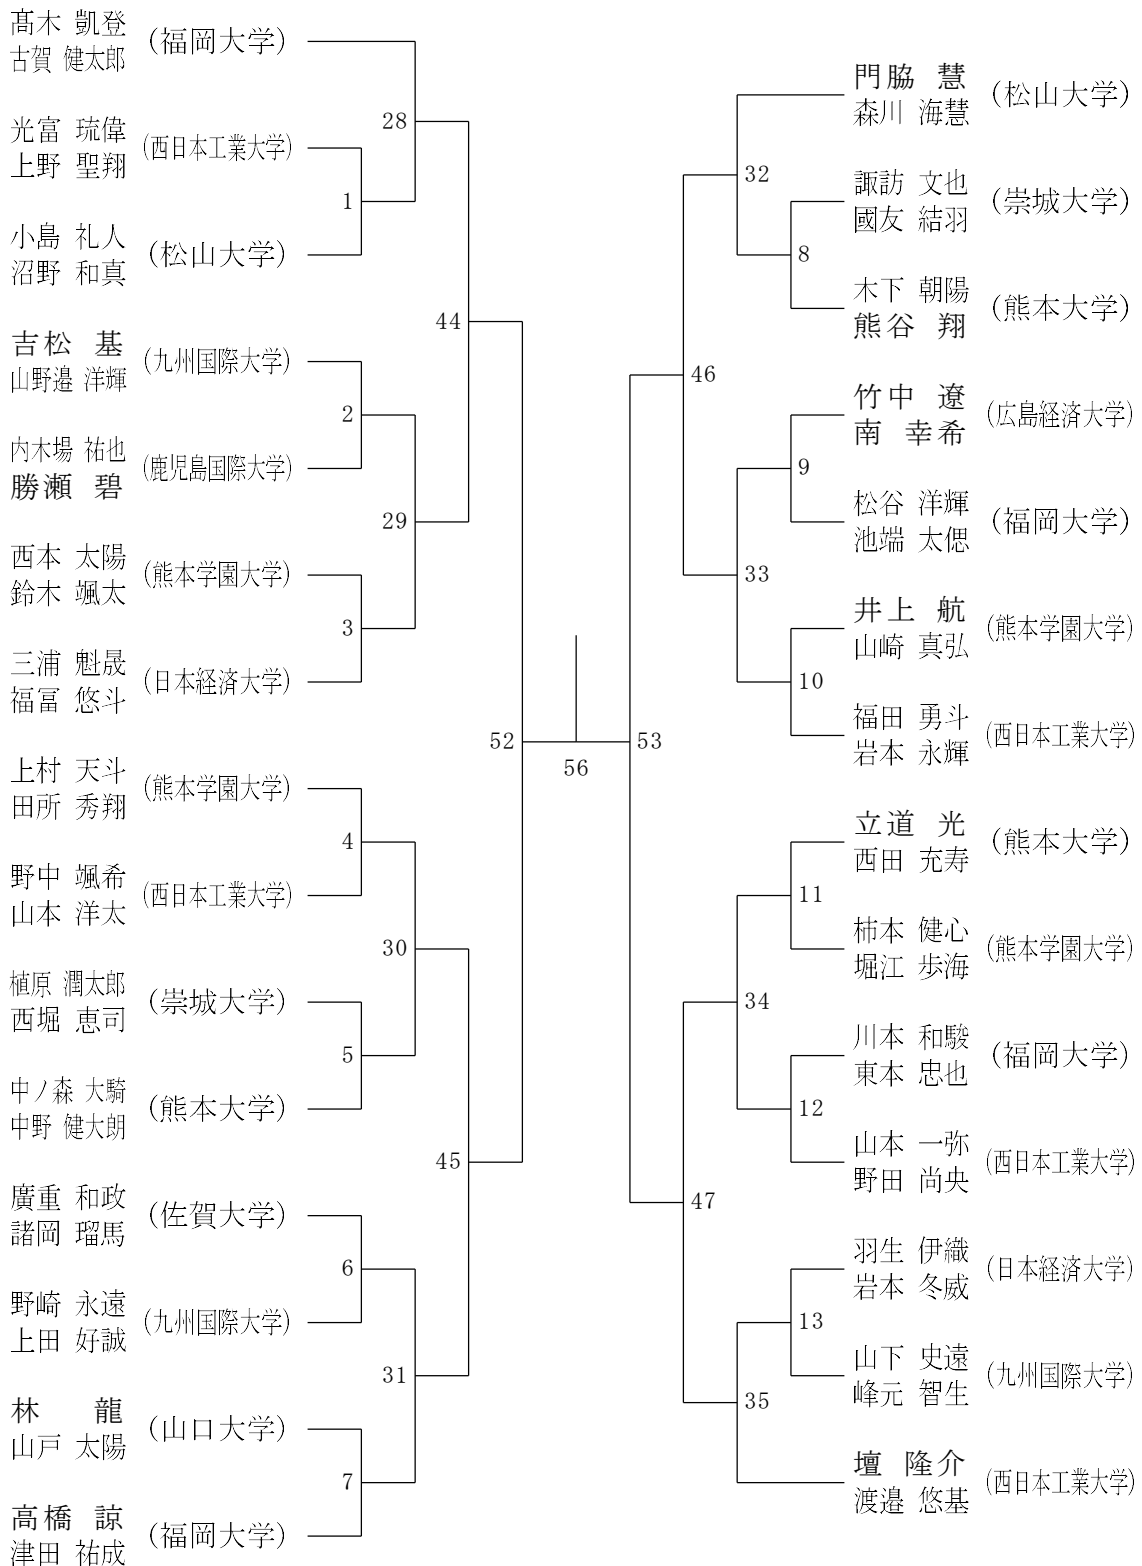 髙木 凱登
古賀 健太郎
(福岡大学)
光富 琉偉
上野 聖翔
(西日本工業大学)
小島 礼人
沼野 和真
(松山大学)
吉松 基
山野邉 洋輝
(九州国際大学)
内木場 祐也
勝瀬 碧
(鹿児島国際大学)
西本 太陽
鈴木 颯太
(熊本学園大学)
三浦 魁晟
福冨 悠斗
(日本経済大学)
上村 天斗
田所 秀翔
(熊本学園大学)
野中 颯希
山本 洋太
(西日本工業大学)
植原 潤太郎
西堀 恵司
(崇城大学)
中ノ森 大騎
中野 健大朗
(熊本大学)
廣重 和政
諸岡 瑠馬
(佐賀大学)
野崎 永遠
上田 好誠
(九州国際大学)
林 龍
山戸 太陽
(山口大学)
高橋 諒
津田 祐成
(福岡大学)
28
1
44
2
29
3
52
4
30
5
45
6
31
7
56
53
門脇 慧
森川 海慧
(松山大学)
諏訪 文也
國友 結羽
(崇城大学)
木下 朝陽
熊谷 翔
(熊本大学)
竹中 遼
南 幸希
(広島経済大学)
松谷 洋輝
池端 太偲
(福岡大学)
井上 航
山崎 真弘
(熊本学園大学)
福田 勇斗
岩本 永輝
(西日本工業大学)
立道 光
西田 充寿
(熊本大学)
柿本 健心
堀江 歩海
(熊本学園大学)
川本 和駿
東本 忠也
(福岡大学)
山本 一弥
野田 尚央
(西日本工業大学)
羽生 伊織
岩本 冬威
(日本経済大学)
山下 史遠
峰元 智生
(九州国際大学)
壇 隆介
渡邉 悠基
(西日本工業大学)
32
8
46
9
33
10
11
34
12
47
13
35